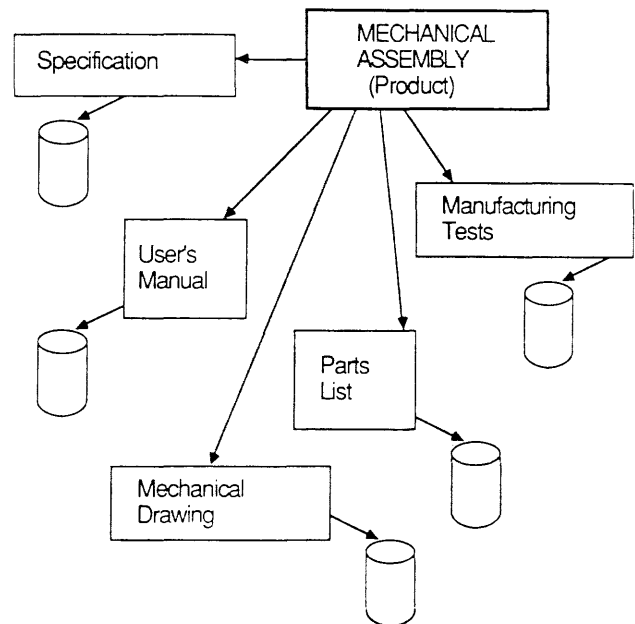 MECHANICAL
ASSEMBLY
(Product)
Specification
Manufacturing
Tests
User's
Manual
Parts
List
Mechanical
Drawing